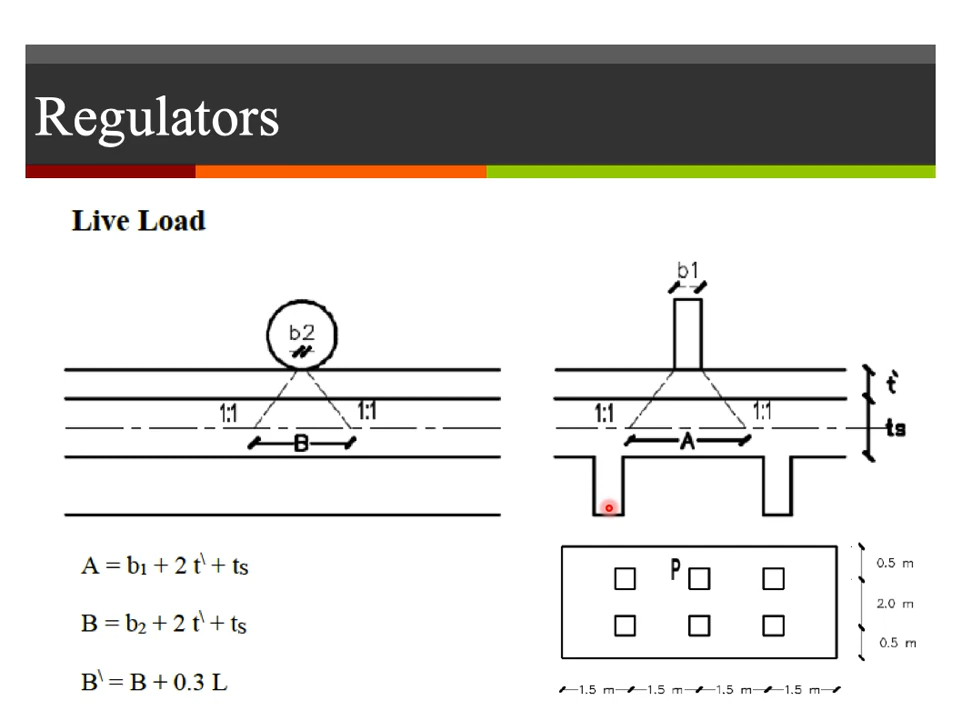 Regulators
Live Load
b2
1:1 1:1
B
b1
1:1 1:1
A
t`
ts
A = b₁ + 2 t\ + ts
B = b₂ + 2 t\ + ts
B\ = B + 0.3 L
P
0.5 m
2.0 m
0.5 m
1.5 m 1.5 m 1.5 m 1.5 m